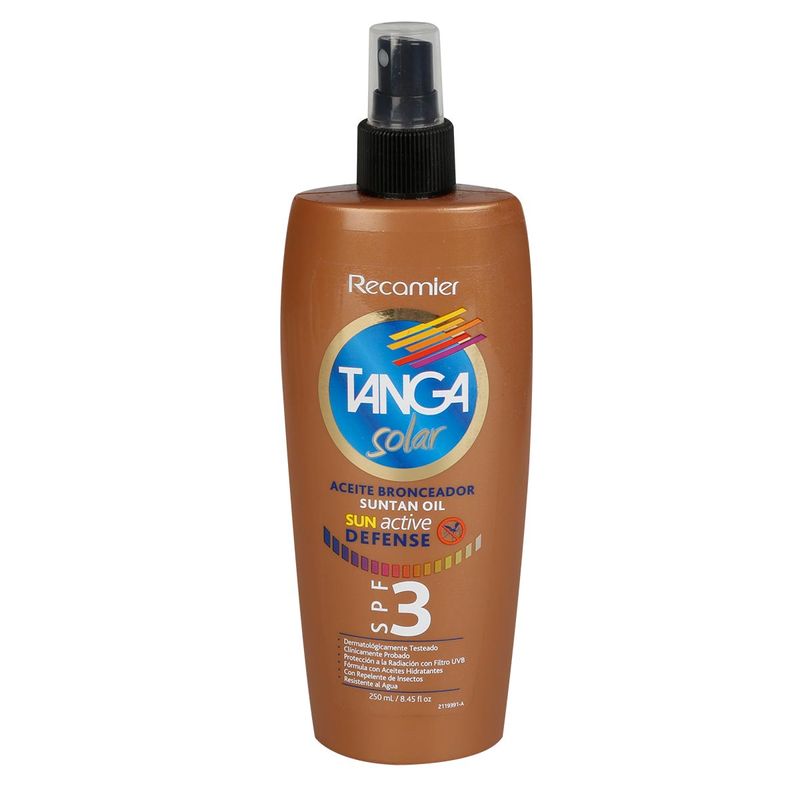 Recamier
TANGA
solar
ACEITE BRONCEADOR
SUNTAN OIL
SUN active
DEFENSE
SPF 3
• Dermatológicamente Testeado
• Clínicamente Probado
• Protección a la Radiación con Filtro UVB
• Fórmula con Aceites Hidratantes
• Con Repelente de Insectos
• Resistente al Agua
250 mL / 8.45 fl oz
2119391-A